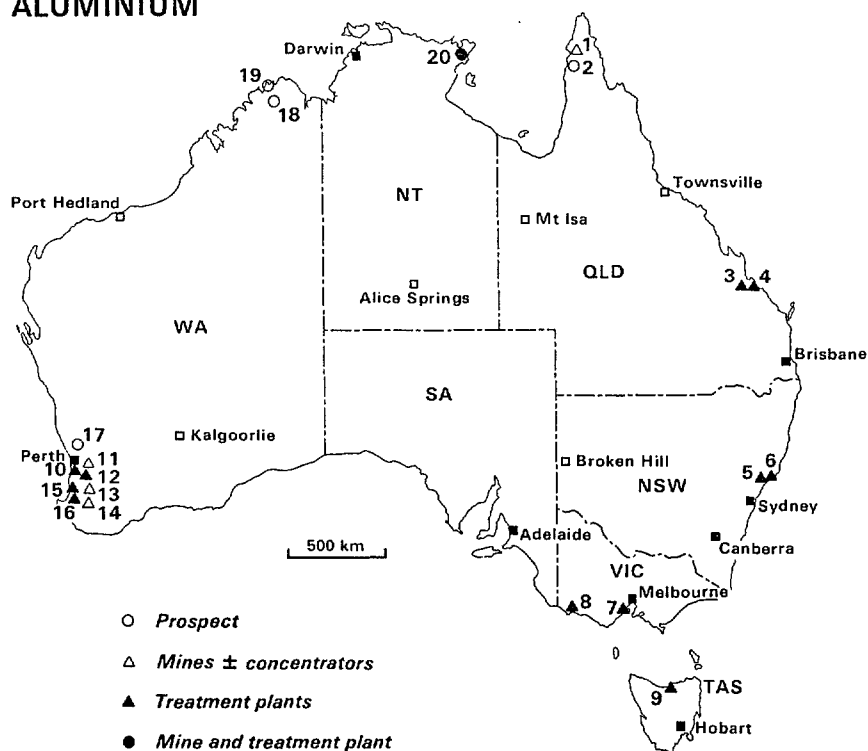 ALUMINIUM
Darwin
20
1
2
19
18
Port Hedland
NT
Mt Isa
Townsville
QLD
3 4
Alice Springs
WA
Brisbane
SA
17
Kalgoorlie
Perth
11
10
12
15
13
16
14
Broken Hill
NSW
5 6
Sydney
Adelaide
Canberra
500 km
VIC
Melbourne
8
7
TAS
9
Hobart
Prospect
Mines ± concentrators
Treatment plants
Mine and treatment plant